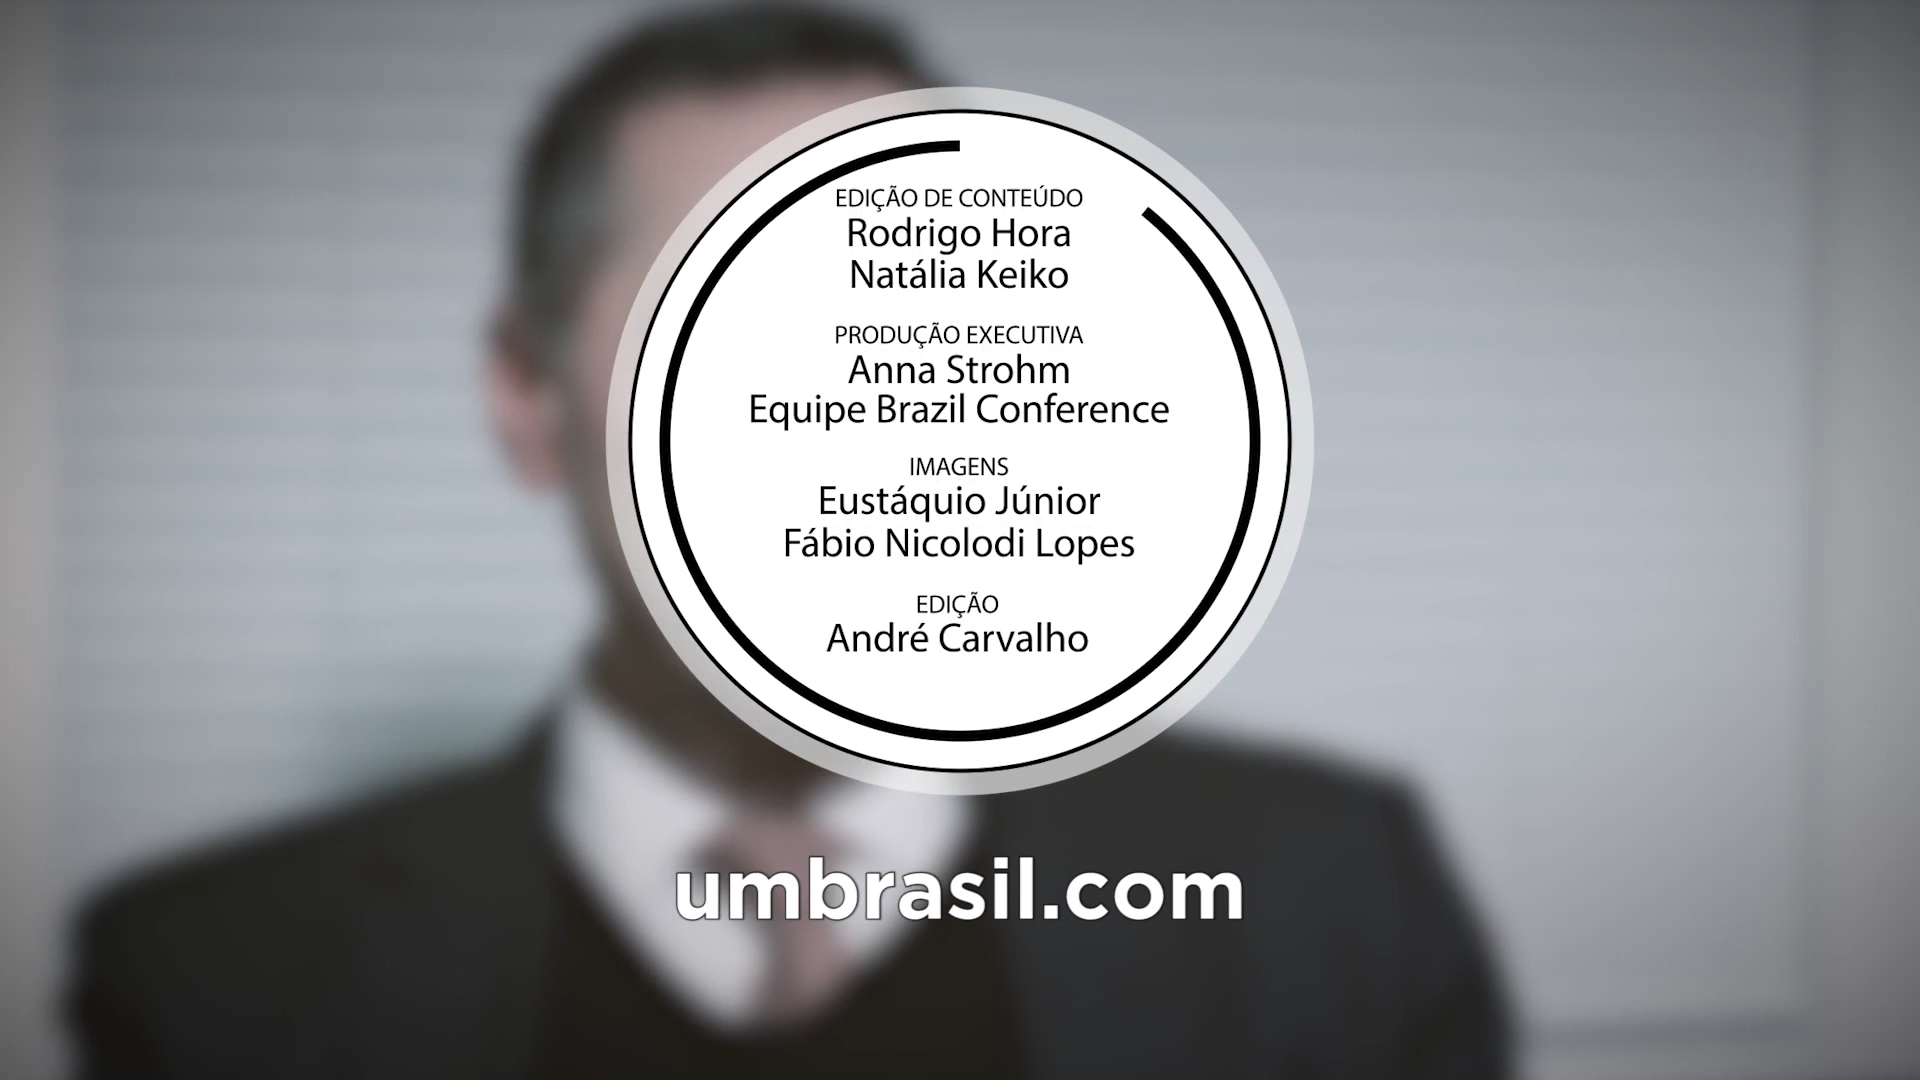 EDIÇÃO DE CONTEÚDO
Rodrigo Hora
Natália Keiko
PRODUÇÃO EXECUTIVA
Anna Strohm
Equipe Brazil Conference
IMAGENS
Eustáquio Júnior
Fábio Nicolodi Lopes
EDIÇÃO
André Carvalho
umbrasil.com